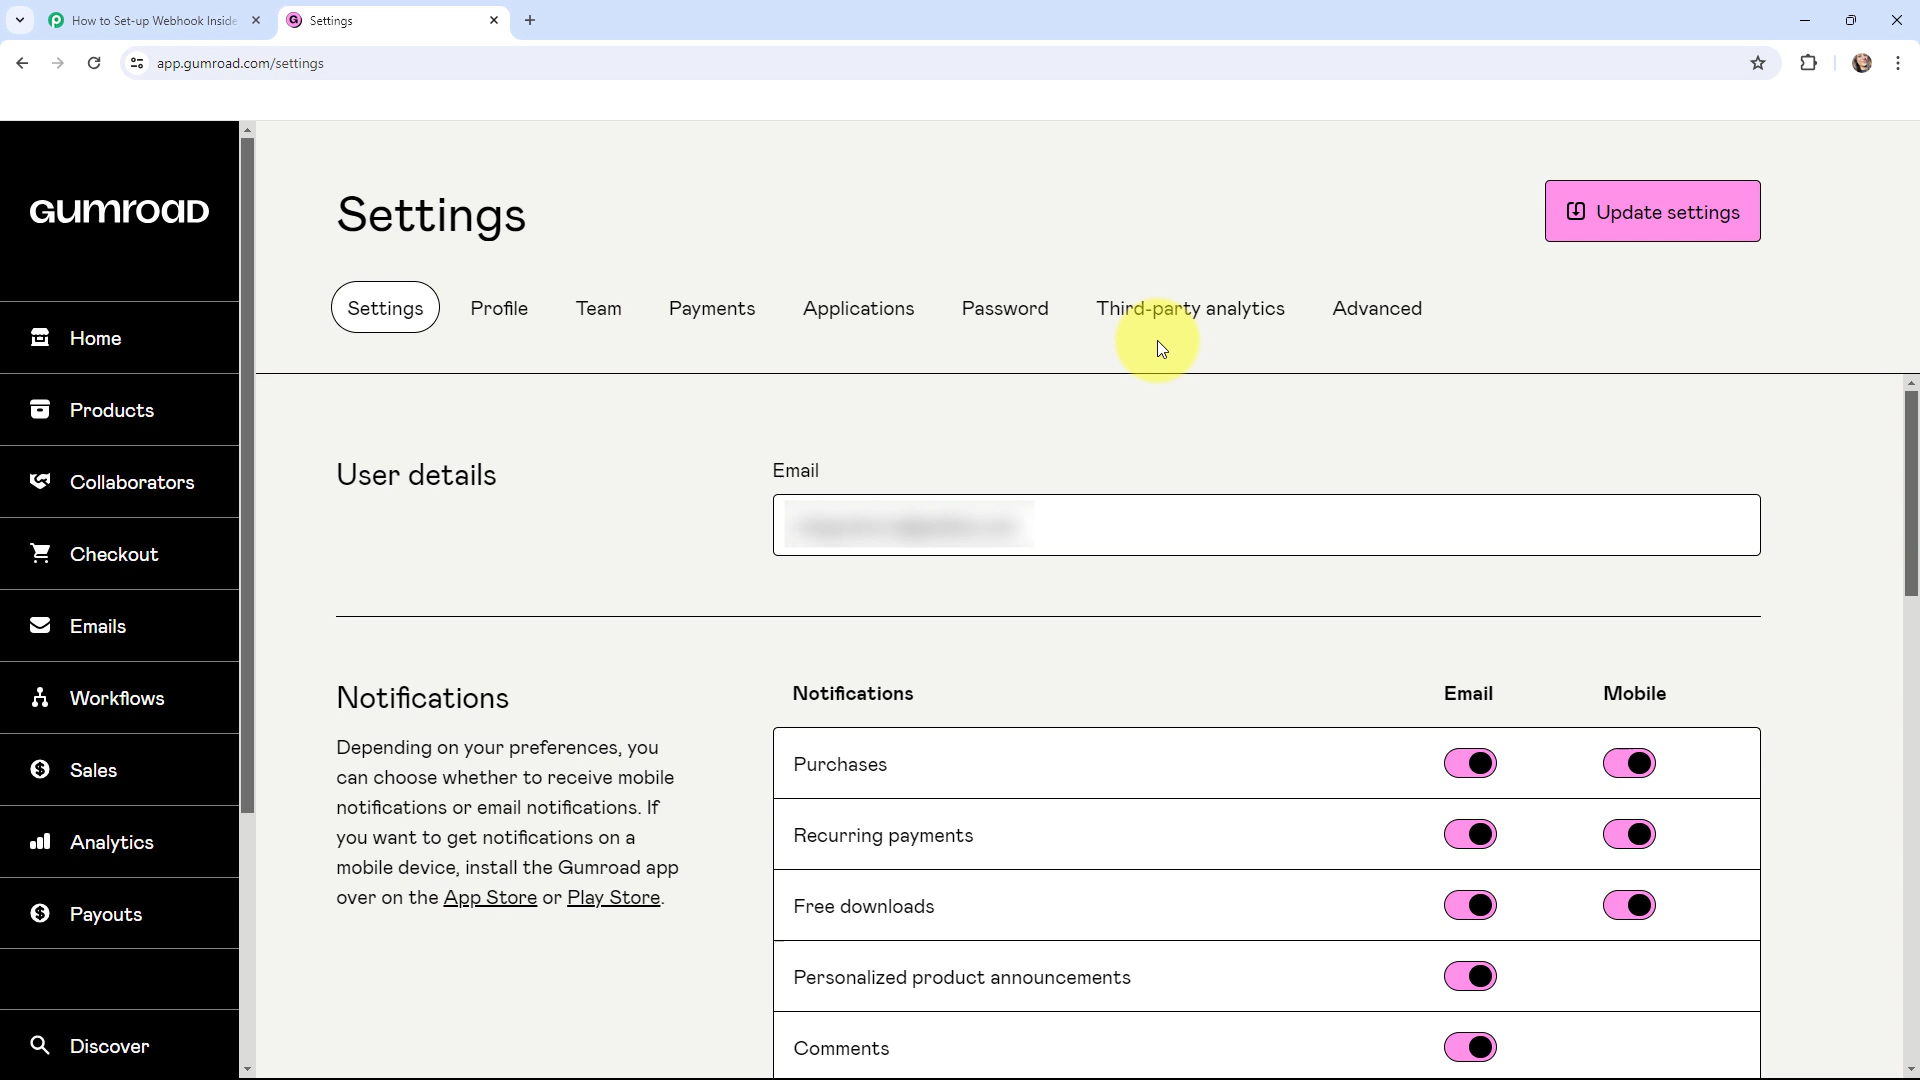 How to Set-up Webhook Inside
Settings
app.gumroad.com/settings
GUMROAD
Home
Products
Collaborators
Checkout
Emails
Workflows
Sales
Analytics
Payouts
Discover
Settings
Update settings
Settings
Profile
Team
Payments
Applications
Password
Third-party analytics
Advanced
User details
Email
Notifications
Depending on your preferences, you
can choose whether to receive mobile
notifications or email notifications. If
you want to get notifications on a
mobile device, install the Gumroad app
over on the App Store or Play Store.
Notifications Email Mobile
Purchases
Recurring payments
Free downloads
Personalized product announcements
Comments